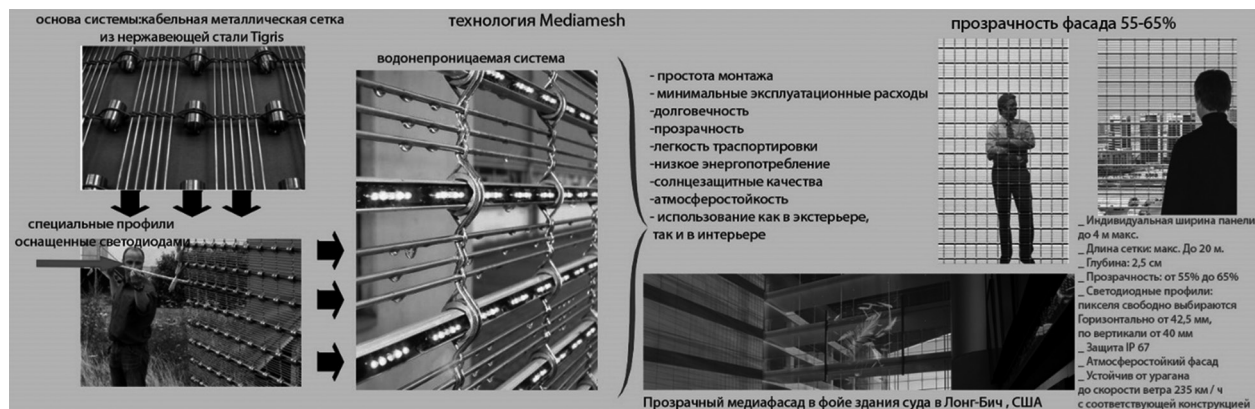 основа системы:кабельная металлическая сетка
из нержавеющей стали Tigris
специальные профили
оснащенные светодиодами
технология Mediamesh
водонепроницаемая система
- простота монтажа
- минимальные эксплуатационные расходы
-долговечность
-прозрачность
-легкость траспортировки
-низкое энергопотребление
-солнцезащитные качества
-атмосферостойкость
- использование как в экстерьере,
так и в интерьере
Прозрачный медиафасад в фойе здания суда в Лонг-Бич , США
прозрачность фасада 55-65%
_ Индивидуальная ширина панели
до 4 м макс.
_ Длина сетки: макс. До 20 м.
_ Глубина: 2,5 см
_ Прозрачность: от 55% до 65%
_ Светодиодные профили:
пикселя свободно выбираются
Горизонтально от 42,5 мм,
по вертикали от 40 мм
_ Защита IP 67
_ Атмосферостойкий фасад
_ Устойчив от урагана
до скорости ветра 235 км / ч
с соответствующей конструкцией